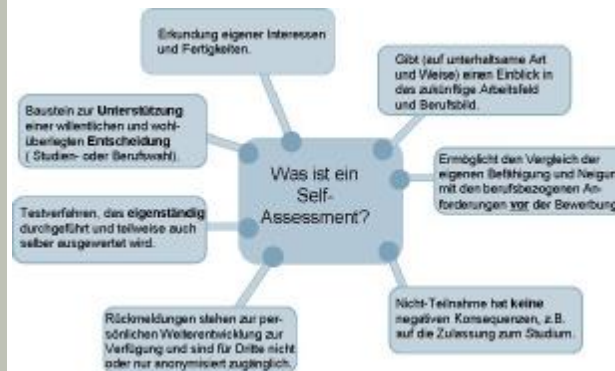 Erkundung eigener Interessen
und Fertigkeiten.
Gibt (auf unterhaltsame Art
und Weise) einen Einblick in
das zukünftige Arbeitsfeld
und Berufsbild.
Baustein zur Unterstützung
einer willentlichen und wohl-
überlegten Entscheidung
( Studien- oder Berufswahl).
Was ist ein
Self-
Assessment?
Ermöglicht den Vergleich der
eigenen Befähigung und Neigun
mit den berufsbezogenen An-
forderungen vor der Bewerbung
Testverfahren, das eigenständig
durchgeführt und teilweise auch
selber ausgewertet wird.
Nicht-Teilnahme hat keine
negativen Konsequenzen, z.B.
auf die Zulassung zum Studium.
Rückmeldungen stehen zur per-
sönlichen Weiterentwicklung zur
Verfügung und sind für Dritte nicht
oder nur anonymisiert zugänglich.